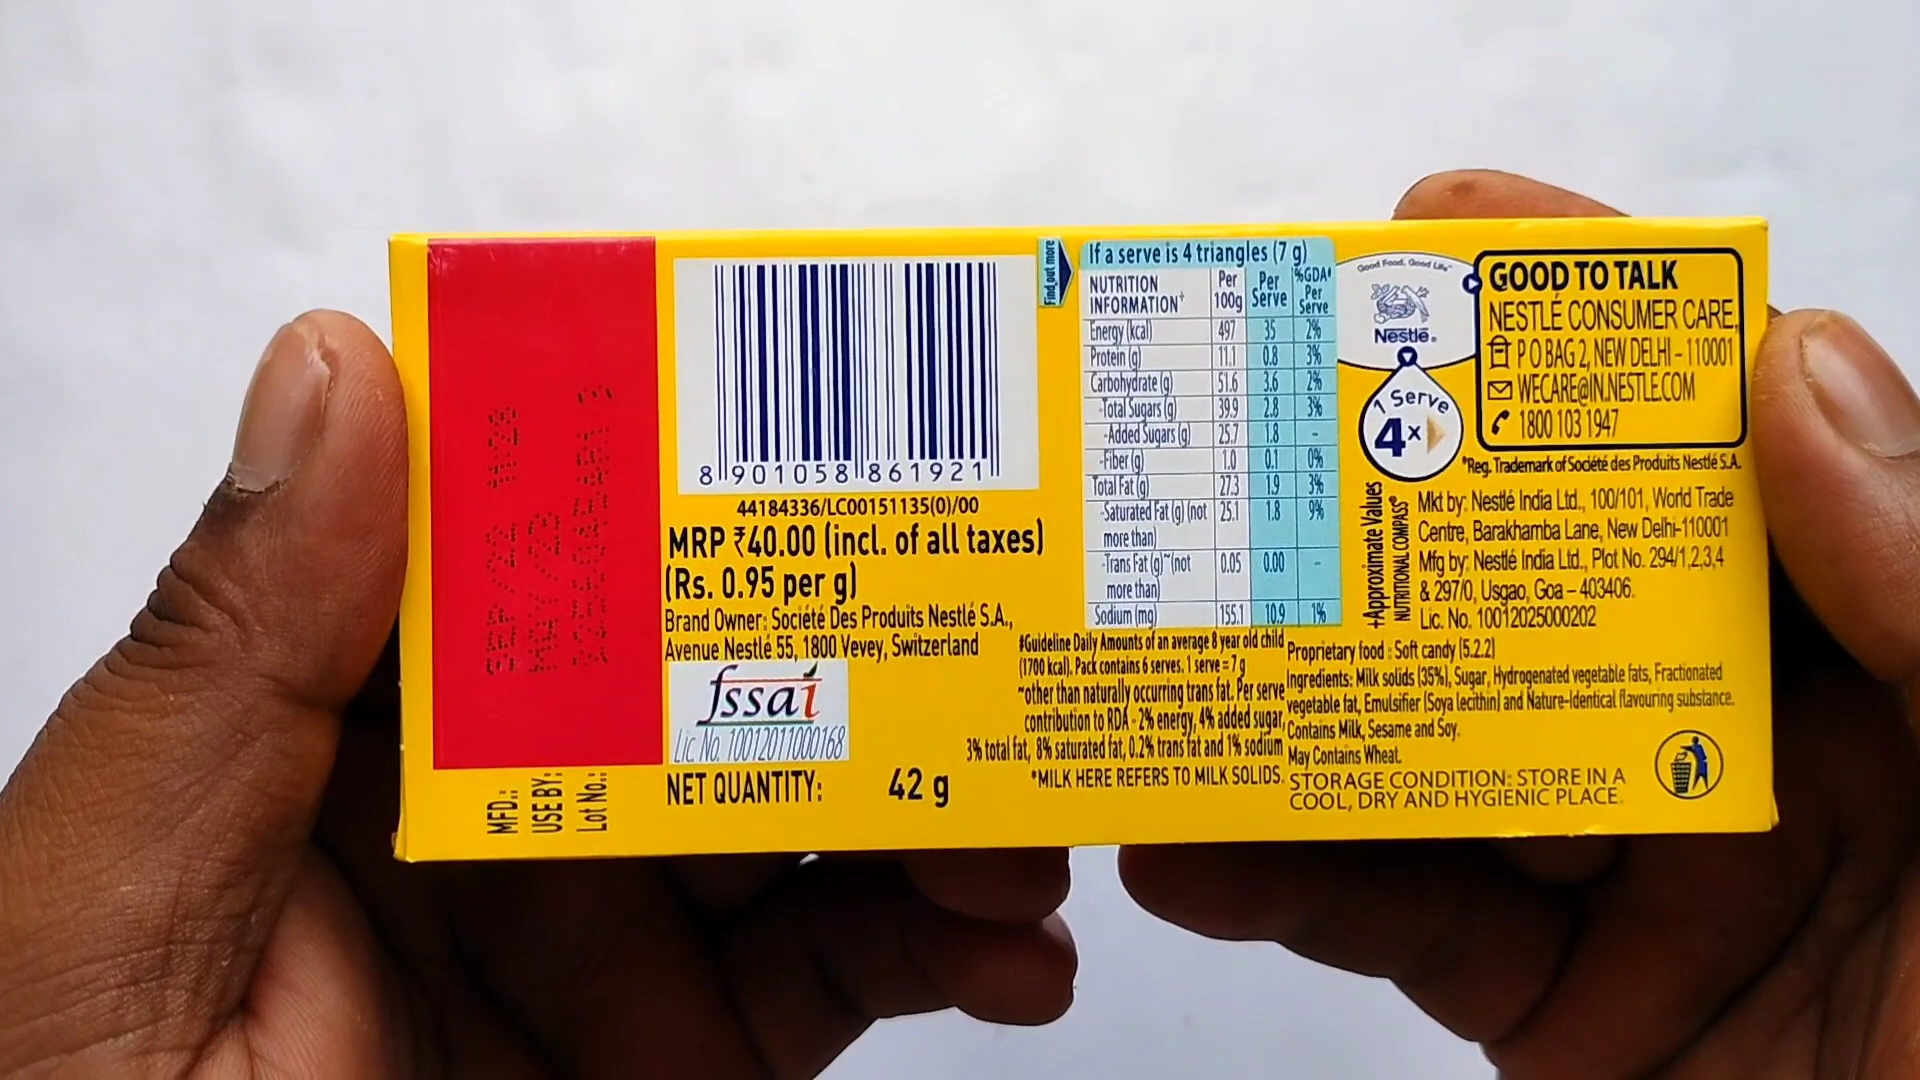 SEP/22 11:28
MAY/23
MFD.:
USE BY:
Lot No.:
8 901058 861921
44184336/LC00151135(0)/00
MRP ₹40.00 (incl. of all taxes)
(Rs. 0.95 per g)
Brand Owner: Société Des Produits Nestlé S.A.,
Avenue Nestlé 55, 1800 Vevey, Switzerland
fssai
Lic. No. 10012011000168
NET QUANTITY: 42 g
Find out more
If a serve is 4 triangles (7 g)
NUTRITION INFORMATION+ Per 100g Per Serve %GDA# Per Serve
Energy (kcal) 497 35 2%
Protein (g) 11.1 0.8 3%
Carbohydrate (g) 51.6 3.6 2%
-Total Sugars (g) 39.9 2.8 3%
-Added Sugars (g) 25.7 1.8 -
-Fiber (g) 1.0 0.1 0%
Total Fat (g) 27.3 1.9 3%
-Saturated Fat (g) (not 25.1 1.8 9%
more than)
-Trans Fat (g)~(not 0.05 0.00 -
more than)
Sodium (mg) 155.1 10.9 1%
#Guideline Daily Amounts of an average 8 year old child
(1700 kcal). Pack contains 6 serves. 1 serve = 7 g
~other than naturally occurring trans fat. Per serve
contribution to RDA - 2% energy, 4% added sugar,
3% total fat, 8% saturated fat, 0.2% trans fat and 1% sodium
*MILK HERE REFERS TO MILK SOLIDS.
Good Food, Good Life
Nestlé®
1 Serve
4x
+Approximate Values
NUTRITIONAL COMPASS®
GOOD TO TALK
NESTLÉ CONSUMER CARE,
P O BAG 2, NEW DELHI - 110001
WECARE@IN.NESTLE.COM
1800 103 1947
*Reg. Trademark of Société des Produits Nestlé S.A.
Mkt by: Nestlé India Ltd., 100/101, World Trade
Centre, Barakhamba Lane, New Delhi-110001
Mfg by: Nestlé India Ltd., Plot No. 294/1,2,3,4
& 297/0, Usgao, Goa – 403406.
Lic. No. 10012025000202
Proprietary food : Soft candy (5.2.2)
Ingredients: Milk solids (35%), Sugar, Hydrogenated vegetable fats, Fractionated
vegetable fat, Emulsifier (Soya lecithin) and Nature-Identical flavouring substance.
Contains Milk, Sesame and Soy.
May Contains Wheat.
STORAGE CONDITION: STORE IN A
COOL, DRY AND HYGIENIC PLACE.